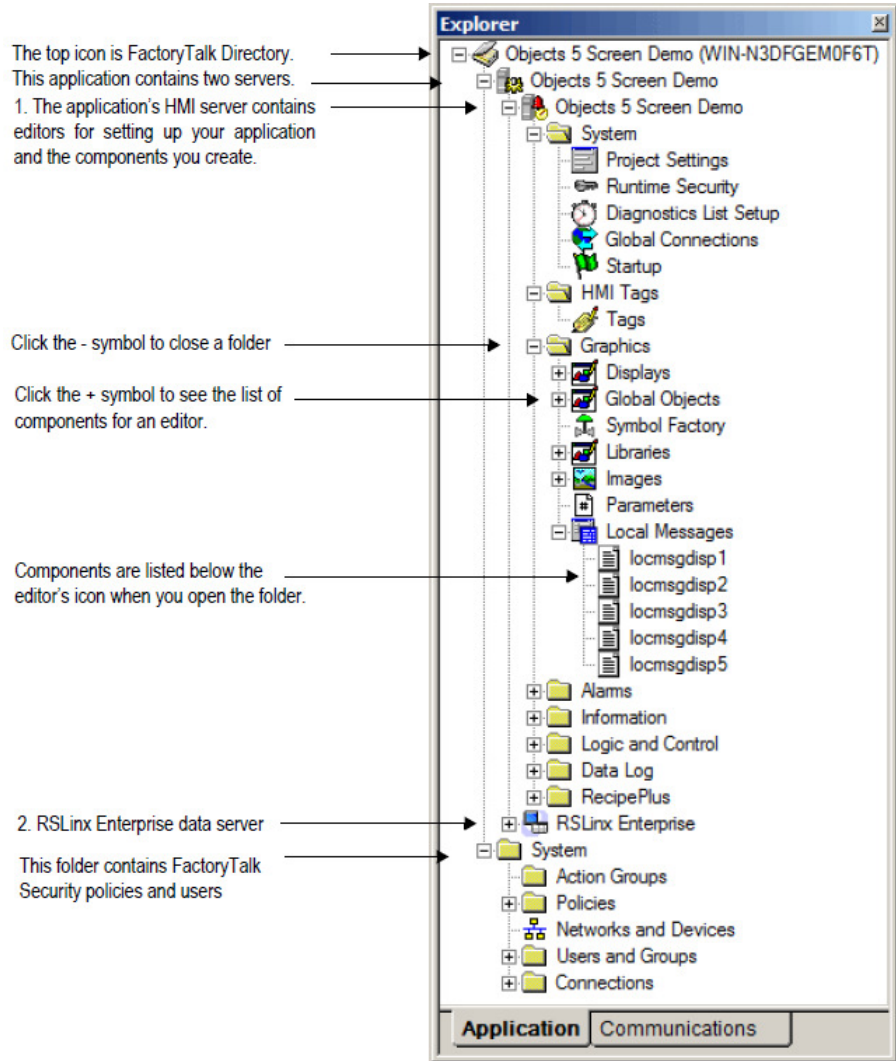 Explorer
The top icon is FactoryTalk Directory.
Objects 5 Screen Demo (WIN-N3DFGEM0F6T)
This application contains two servers.
Objects 5 Screen Demo
1. The application's HMI server contains
editors for setting up your application
and the components you create.
Objects 5 Screen Demo
System
Project Settings
Runtime Security
Diagnostics List Setup
Global Connections
Startup
HMI Tags
Tags
Click the - symbol to close a folder
Graphics
Displays
Click the + symbol to see the list of
components for an editor.
Global Objects
Symbol Factory
Libraries
Images
Parameters
Local Messages
locmsgdisp1
Components are listed below the
editor's icon when you open the folder.
locmsgdisp2
locmsgdisp3
locmsgdisp4
locmsgdisp5
Alarms
Information
Logic and Control
Data Log
RecipePlus
2. RSLinx Enterprise data server
RSLinx Enterprise
This folder contains FactoryTalk
Security policies and users
System
Action Groups
Policies
Networks and Devices
Users and Groups
Connections
Application
Communications